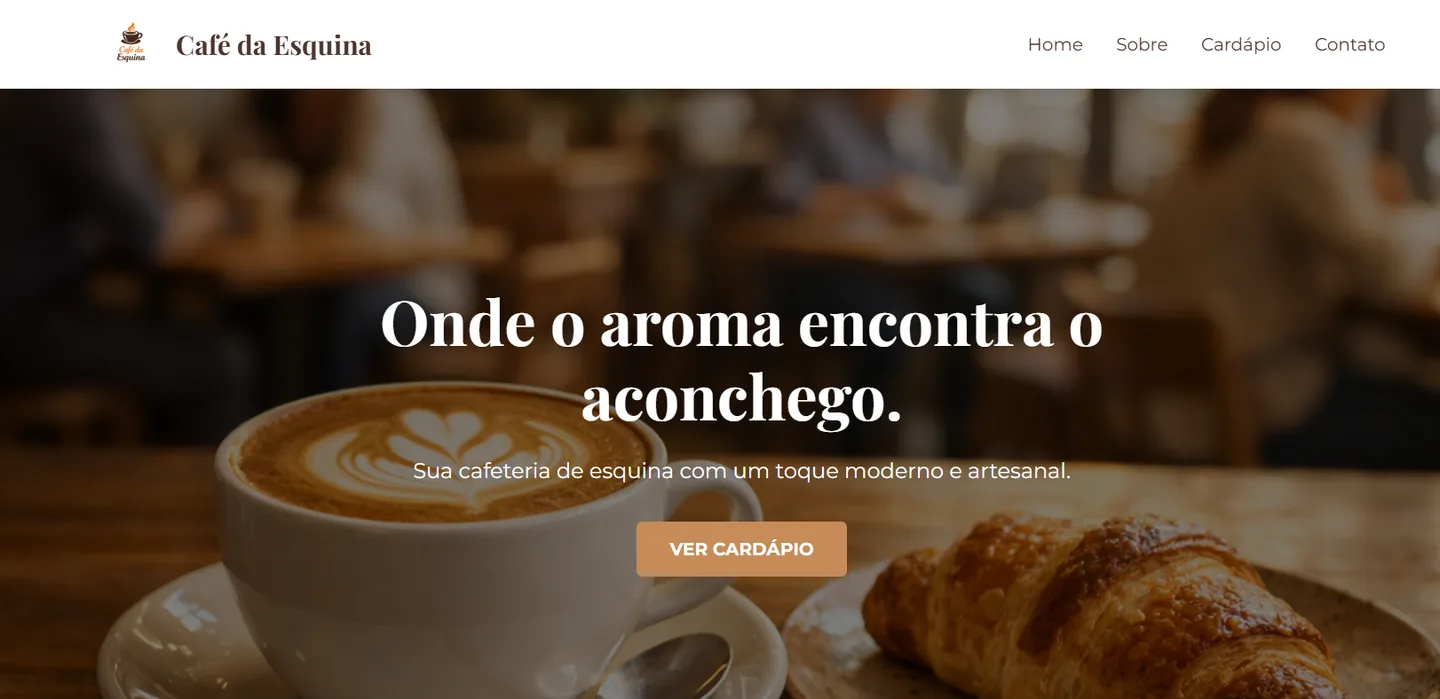 Café da
Esquina
Café da Esquina
Home Sobre Cardápio Contato
Onde o aroma encontra o
aconchego.
Sua cafeteria de esquina com um toque moderno e artesanal.
VER CARDÁPIO